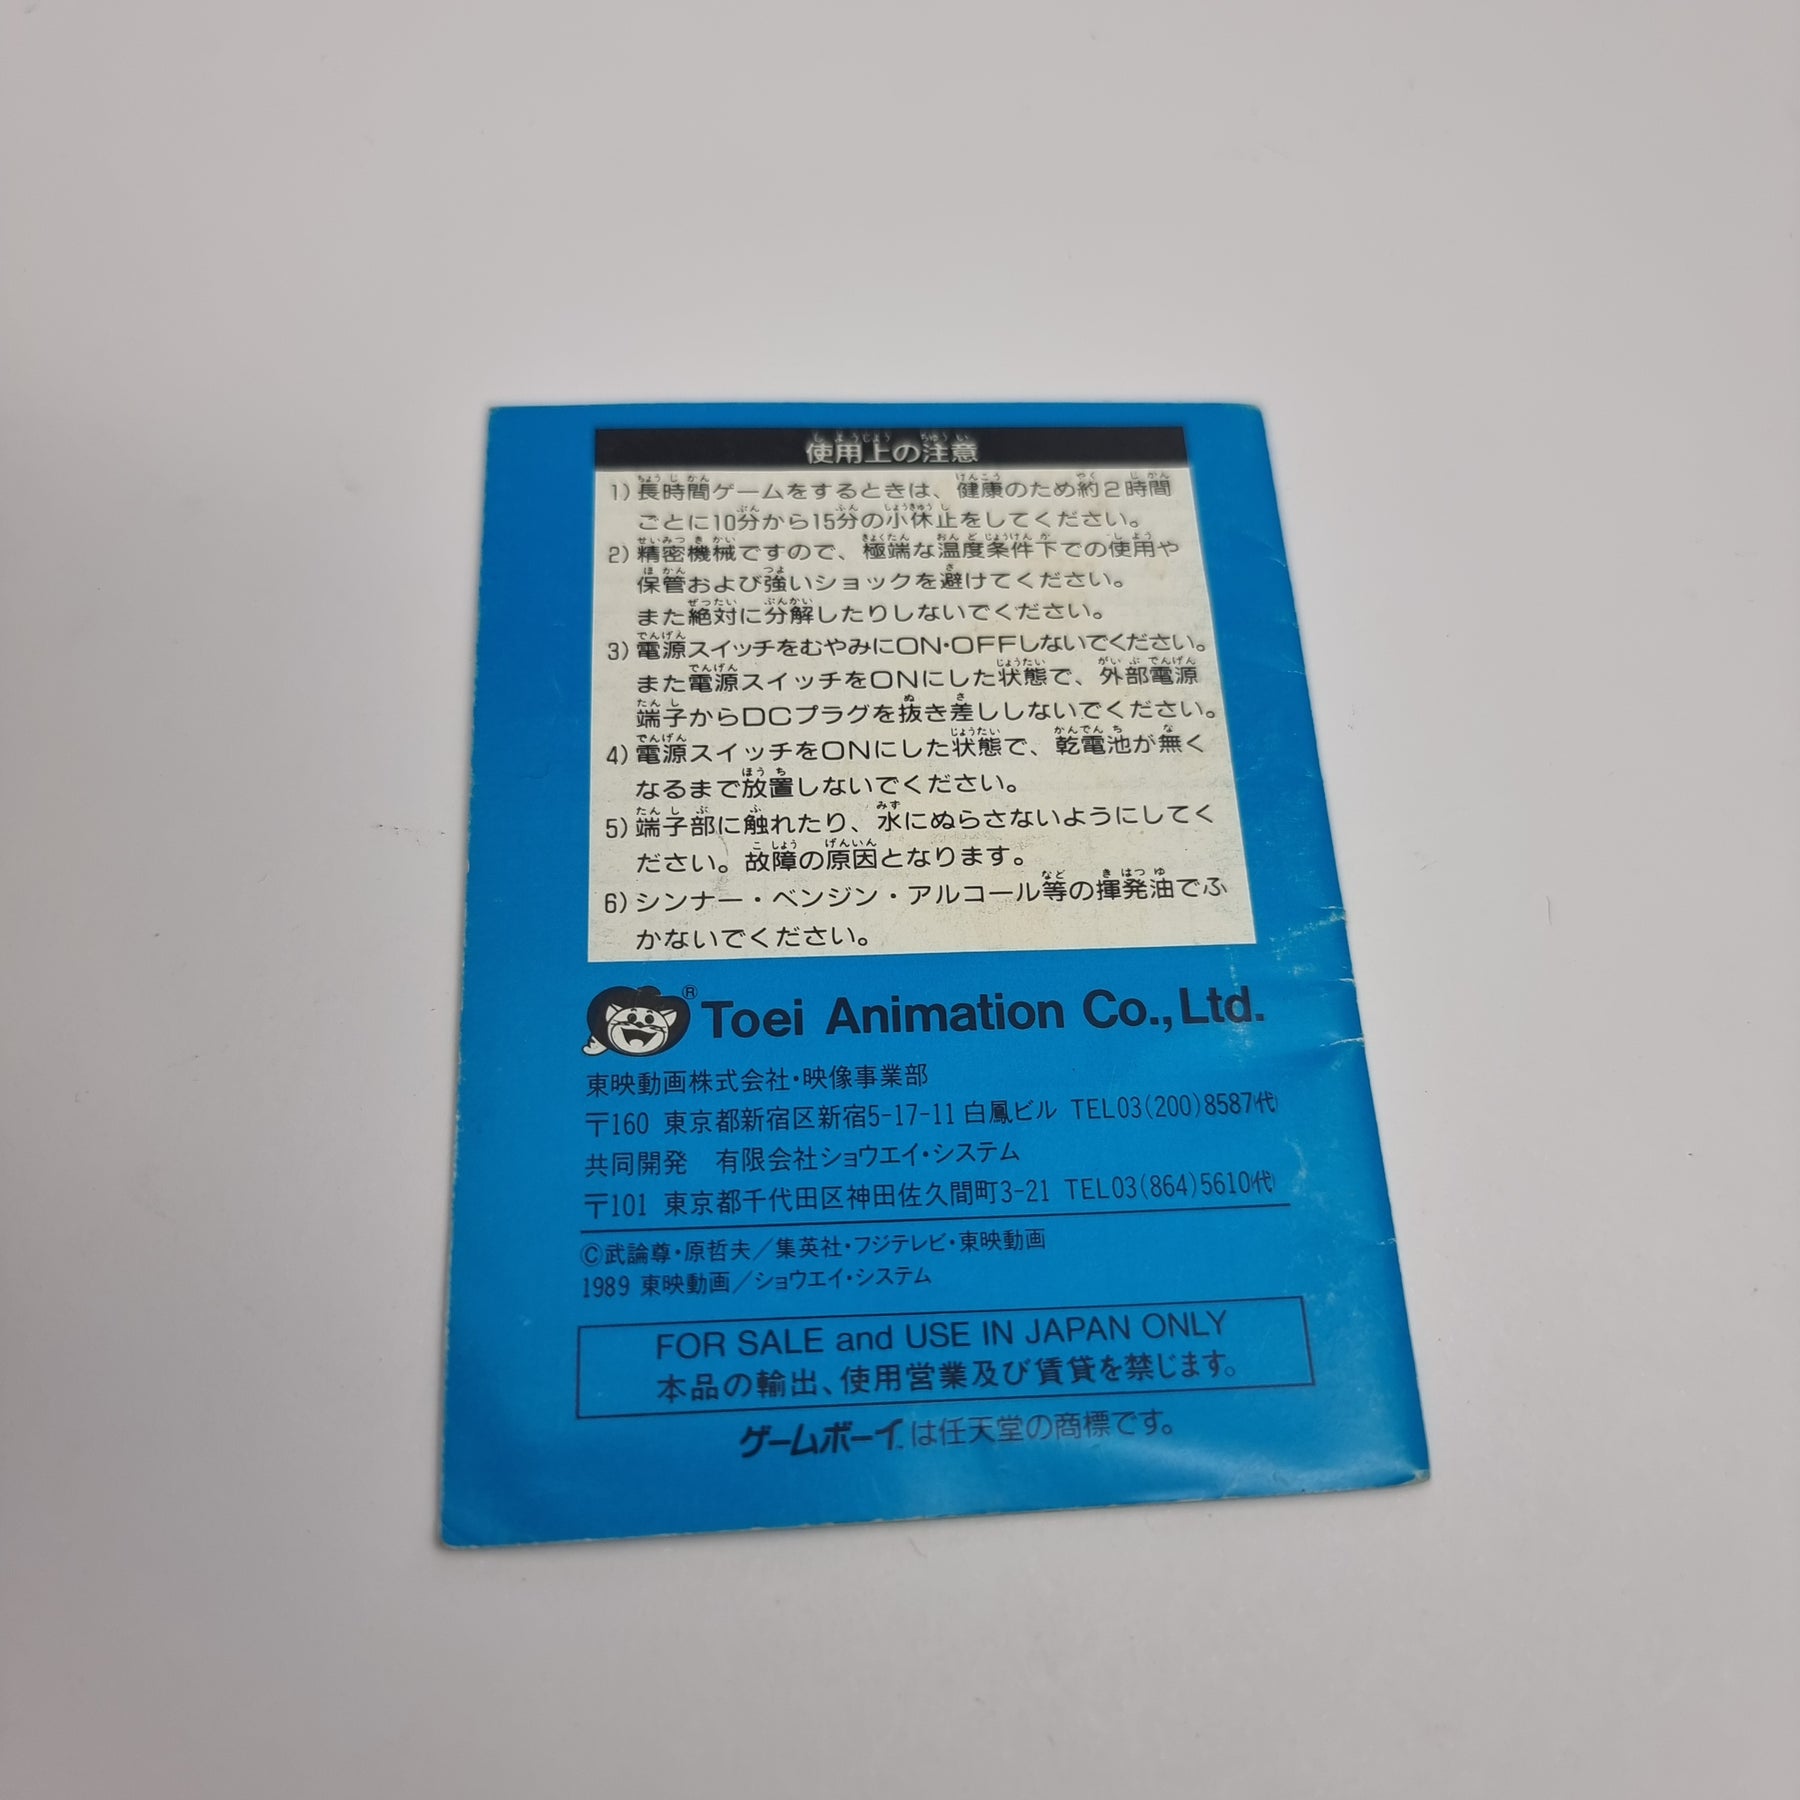 使用上の注意
1) 長時間ゲームをするときは、健康のため約2時間
ごとに10分から15分の小休止をしてください。
2) 精密機械ですので、極端な温度条件下での使用や
保管および強いショックを避けてください。
また絶対に分解したりしないでください。
3) 電源スイッチをむやみにON・OFFしないでください。
また電源スイッチをONにした状態で、外部電源
端子からDCプラグを抜き差ししないでください。
4) 電源スイッチをONにした状態で、乾電池が無く
なるまで放置しないでください。
5) 端子部に触れたり、水にぬらさないようにしてく
ださい。故障の原因となります。
6) シンナー・ベンジン・アルコール等の揮発油でふ
かないでください。
® Toei Animation Co., Ltd.
東映動画株式会社・映像事業部
〒160 東京都新宿区新宿5-17-11 白鳳ビル TEL03(200)8587(代)
共同開発 有限会社ショウエイ・システム
〒101 東京都千代田区神田佐久間町3-21 TEL03(864)5610(代)
©武論尊・原哲夫／集英社・フジテレビ・東映動画
1989 東映動画／ショウエイ・システム
FOR SALE and USE IN JAPAN ONLY
本品の輸出、使用営業及び賃貸を禁じます。
ゲームボーイ™は任天堂の商標です。